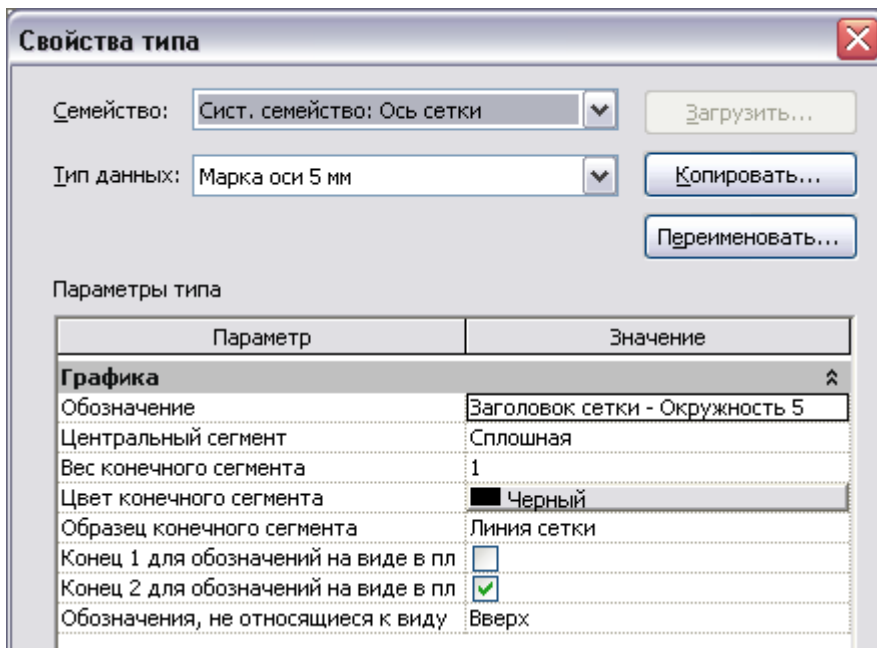 Свойства типа
Семейство: Сист. семейство: Ось сетки Загрузить...
Тип данных: Марка оси 5 мм Копировать...
Переименовать...
Параметры типа
Параметр Значение
Графика
Обозначение Заголовок сетки - Окружность 5
Центральный сегмент Сплошная
Вес конечного сегмента 1
Цвет конечного сегмента Черный
Образец конечного сегмента Линия сетки
Конец 1 для обозначений на виде в пл
Конец 2 для обозначений на виде в пл
Обозначения, не относящиеся к виду Вверх